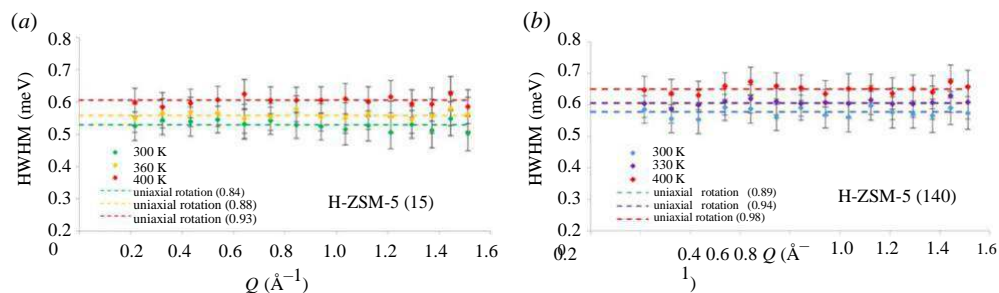 (a)
0.8
0.7
0.6
0.5
0.4
0.3
0.2
HWHM (meV)
300 K
360 K
400 K
uniaxial rotation (0.84)
uniaxial rotation (0.88)
uniaxial rotation (0.93)
H-ZSM-5 (15)
0 0.2 0.4 0.6 0.8 1.0 1.2 1.4 1.6
Q (Å−1)
(b)
0.8
0.7
0.6
0.5
0.4
0.3
0.2
HWHM (meV)
300 K
330 K
400 K
uniaxial rotation (0.89)
uniaxial rotation (0.94)
uniaxial rotation (0.98)
H-ZSM-5 (140)
0.2 0.4 0.6 0.8 Q (Å− 1.0 1.2 1.4 1.6
1)